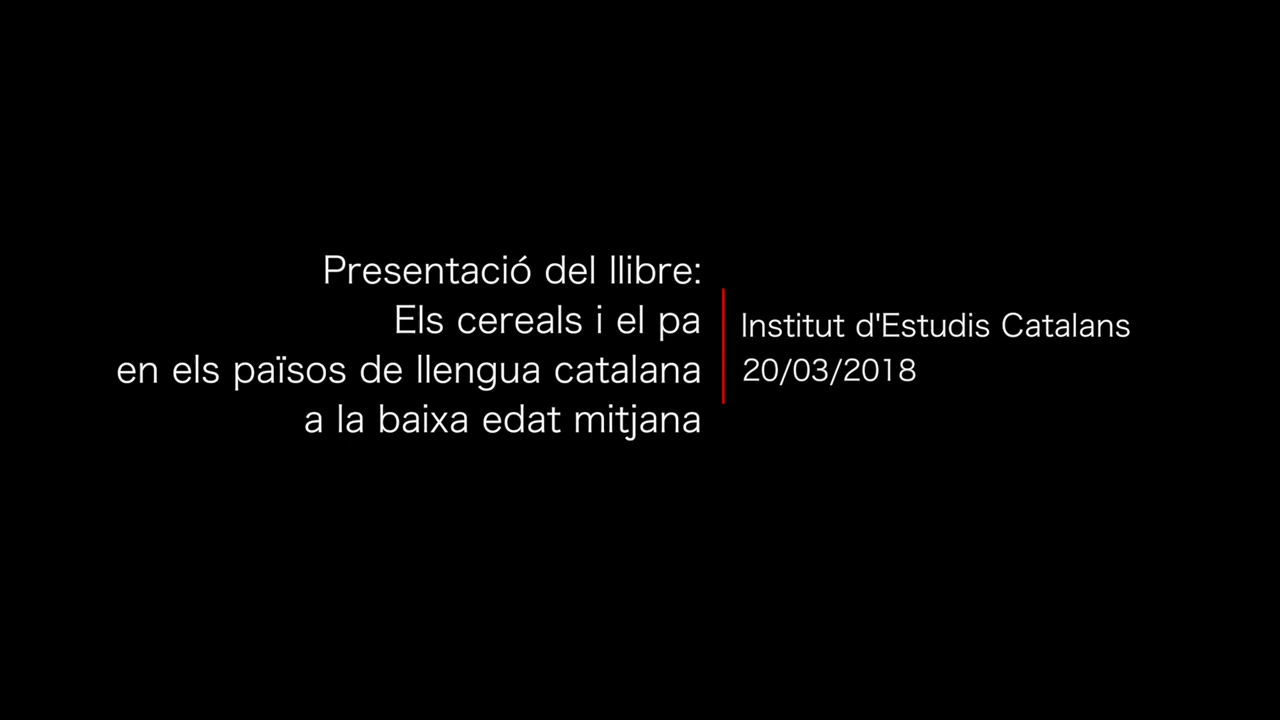 Presentació del llibre:
Els cereals i el pa
en els països de llengua catalana
a la baixa edat mitjana
Institut d'Estudis Catalans
20/03/2018